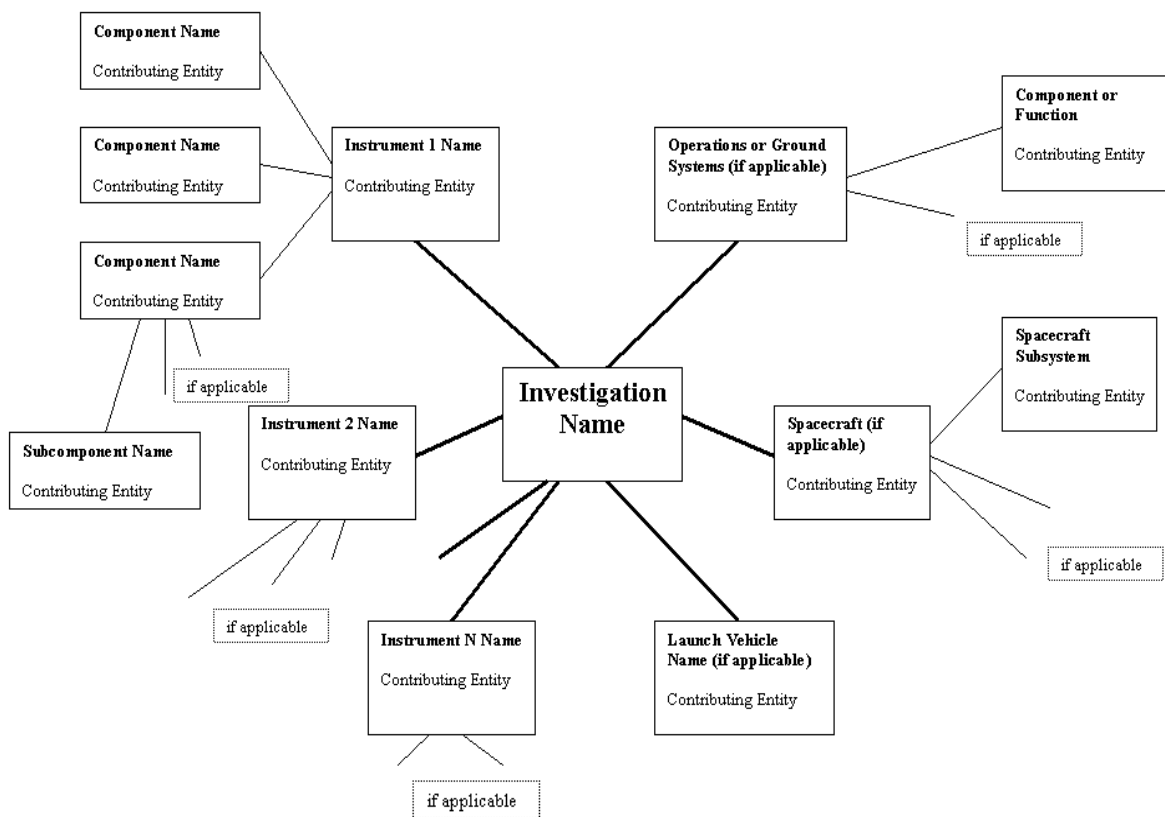 Component Name
Contributing Entity
Component Name
Contributing Entity
Component Name
Contributing Entity
if applicable
Subcomponent Name
Contributing Entity
Instrument 1 Name
Contributing Entity
Operations or Ground
Systems (if applicable)
Contributing Entity
Component or
Function
Contributing Entity
if applicable
Investigation
Name
Instrument 2 Name
Contributing Entity
if applicable
Spacecraft (if
applicable)
Contributing Entity
Spacecraft
Subsystem
Contributing Entity
if applicable
Instrument N Name
Contributing Entity
if applicable
Launch Vehicle
Name (if applicable)
Contributing Entity